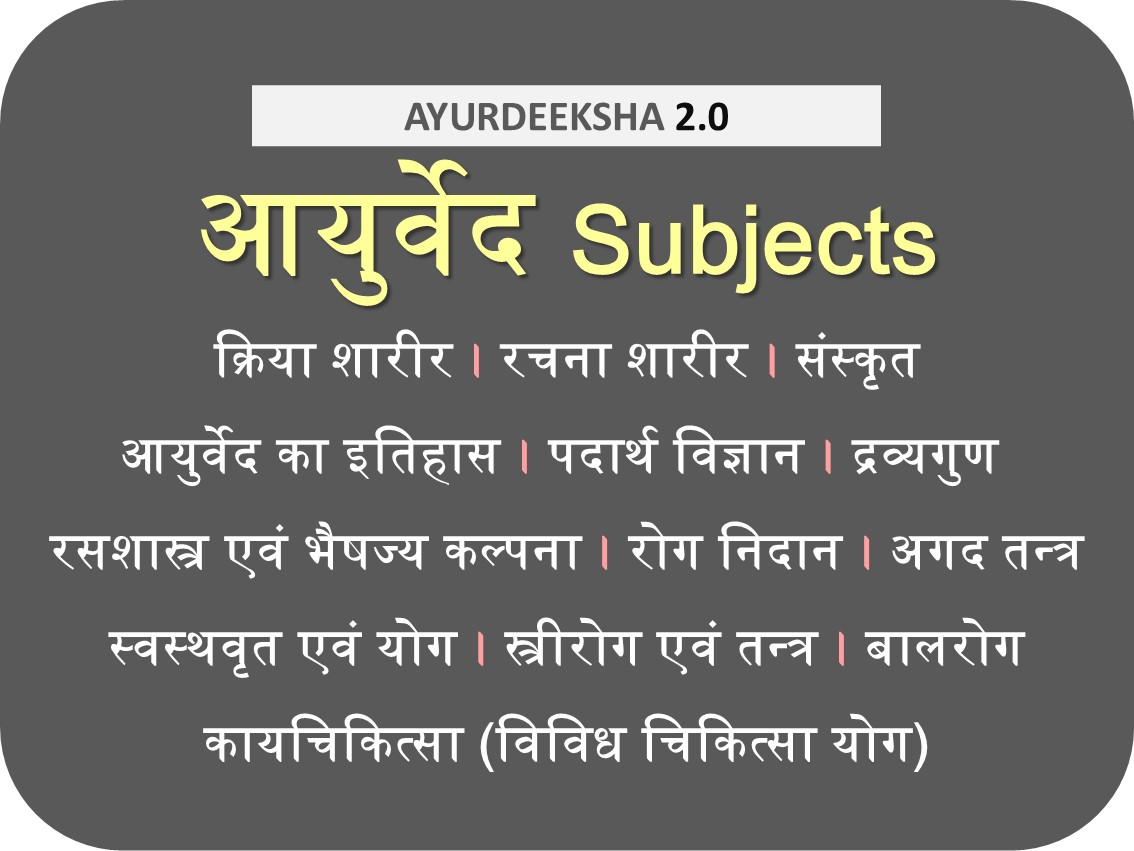 AYURDEEKSHA 2.0
आयुर्वेद Subjects
क्रिया शारीर । रचना शारीर । संस्कृत
आयुर्वेद का इतिहास । पदार्थ विज्ञान । द्रव्यगुण
रसशास्त्र एवं भैषज्य कल्पना । रोग निदान । अगद तन्त्र
स्वस्थवृत एवं योग । स्त्रीरोग एवं तन्त्र । बालरोग
कायचिकित्सा (विविध चिकित्सा योग)